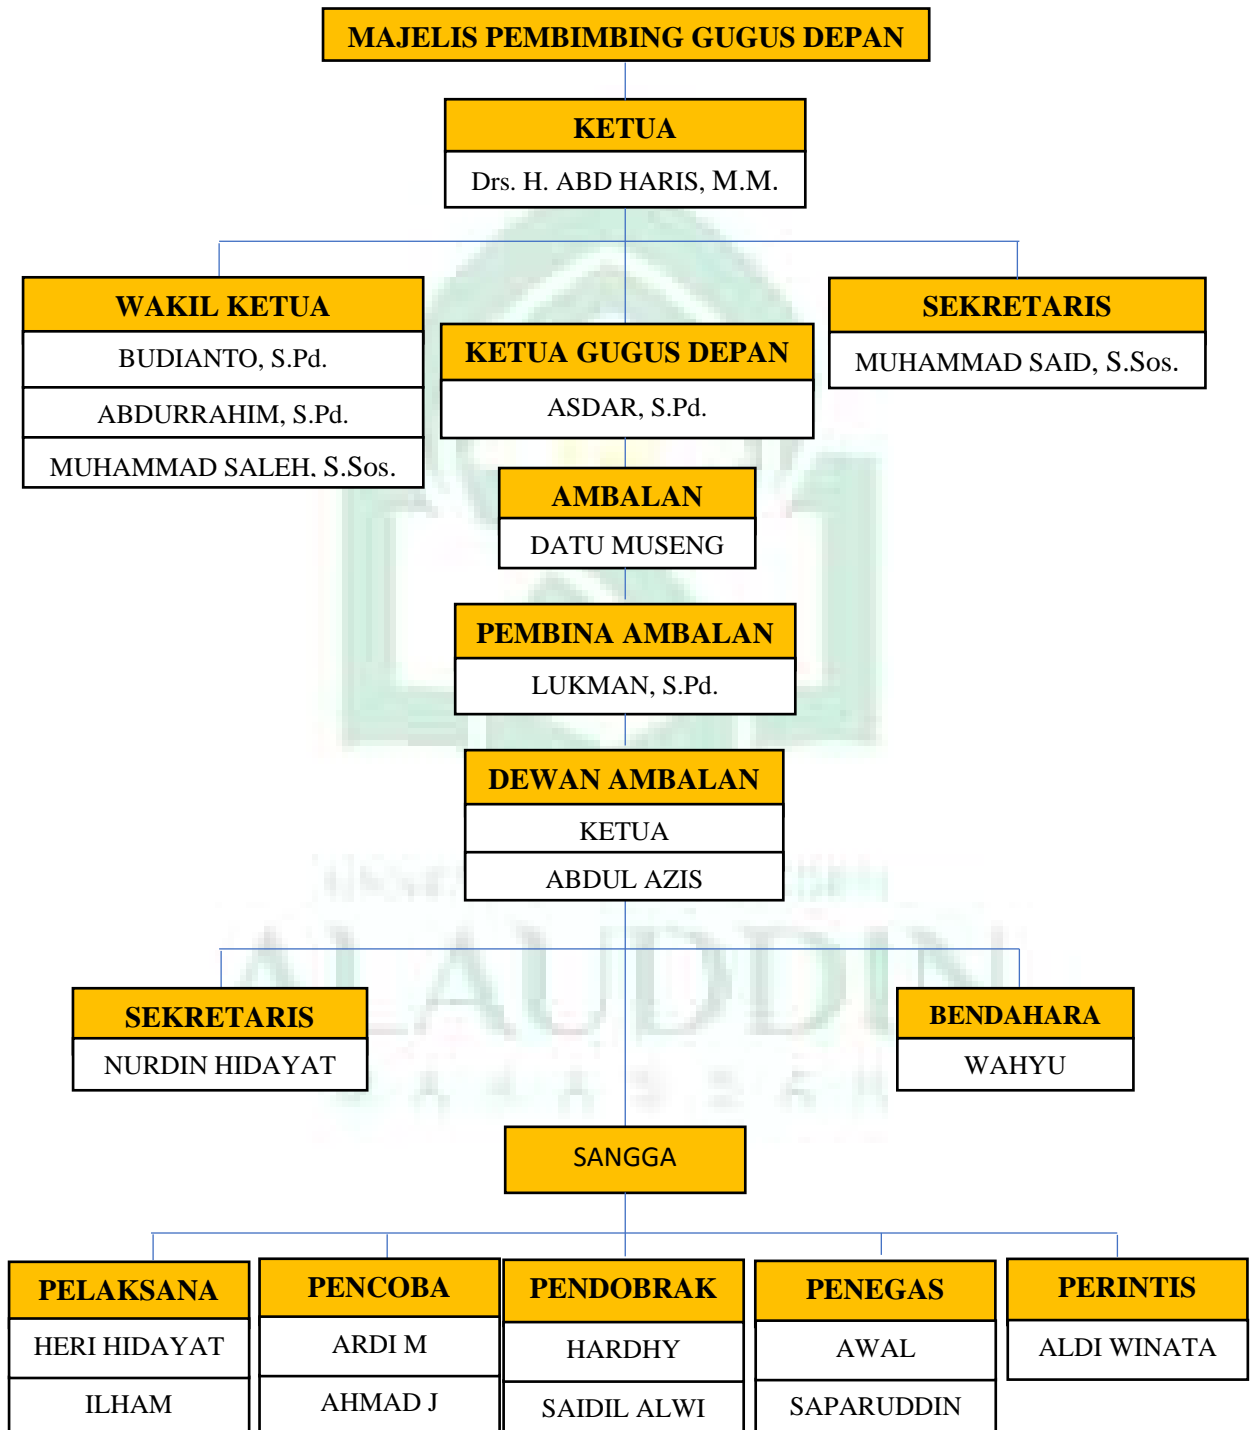 MAJELIS PEMBIMBING GUGUS DEPAN
KETUA
Drs. H. ABD HARIS, M.M.
WAKIL KETUA
BUDIANTO, S.Pd.
ABDURRAHIM, S.Pd.
MUHAMMAD SALEH, S.Sos.
KETUA GUGUS DEPAN
ASDAR, S.Pd.
SEKRETARIS
MUHAMMAD SAID, S.Sos.
AMBALAN
DATU MUSENG
PEMBINA AMBALAN
LUKMAN, S.Pd.
DEWAN AMBALAN
KETUA
ABDUL AZIS
ALAUDDIN
SEKRETARIS
NURDIN HIDAYAT
BENDAHARA
WAHYU
SANGGA
PELAKSANA
HERI HIDAYAT
ILHAM
PENCOBA
ARDI M
AHMAD J
PENDOBRAK
HARDHY
SAIDIL ALWI
PENEGAS
AWAL
SAPARUDDIN
PERINTIS
ALDI WINATA